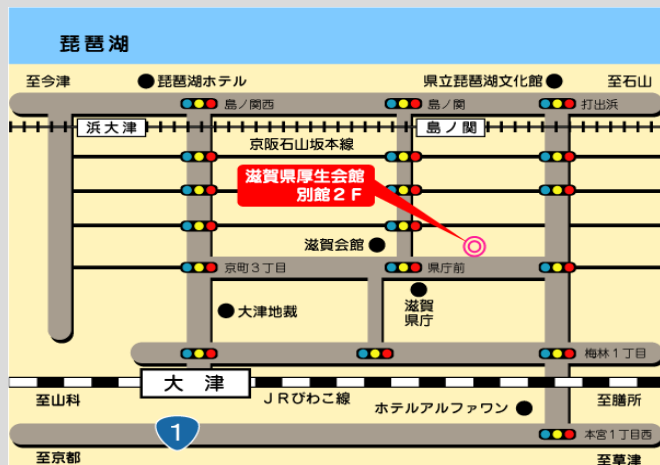 琵琶湖
至今津
琵琶湖ホテル
県立琵琶湖文化館
至石山
島ノ関西
島ノ関
打出浜
浜大津
島ノ関
京阪石山坂本線
滋賀県厚生会館
別館2F
滋賀会館
京町3丁目
県庁前
大津地裁
滋賀
県庁
梅林1丁目
大津
至山科
JRびわこ線
ホテルアルファワン
至膳所
1
本宮1丁目西
至京都
至草津